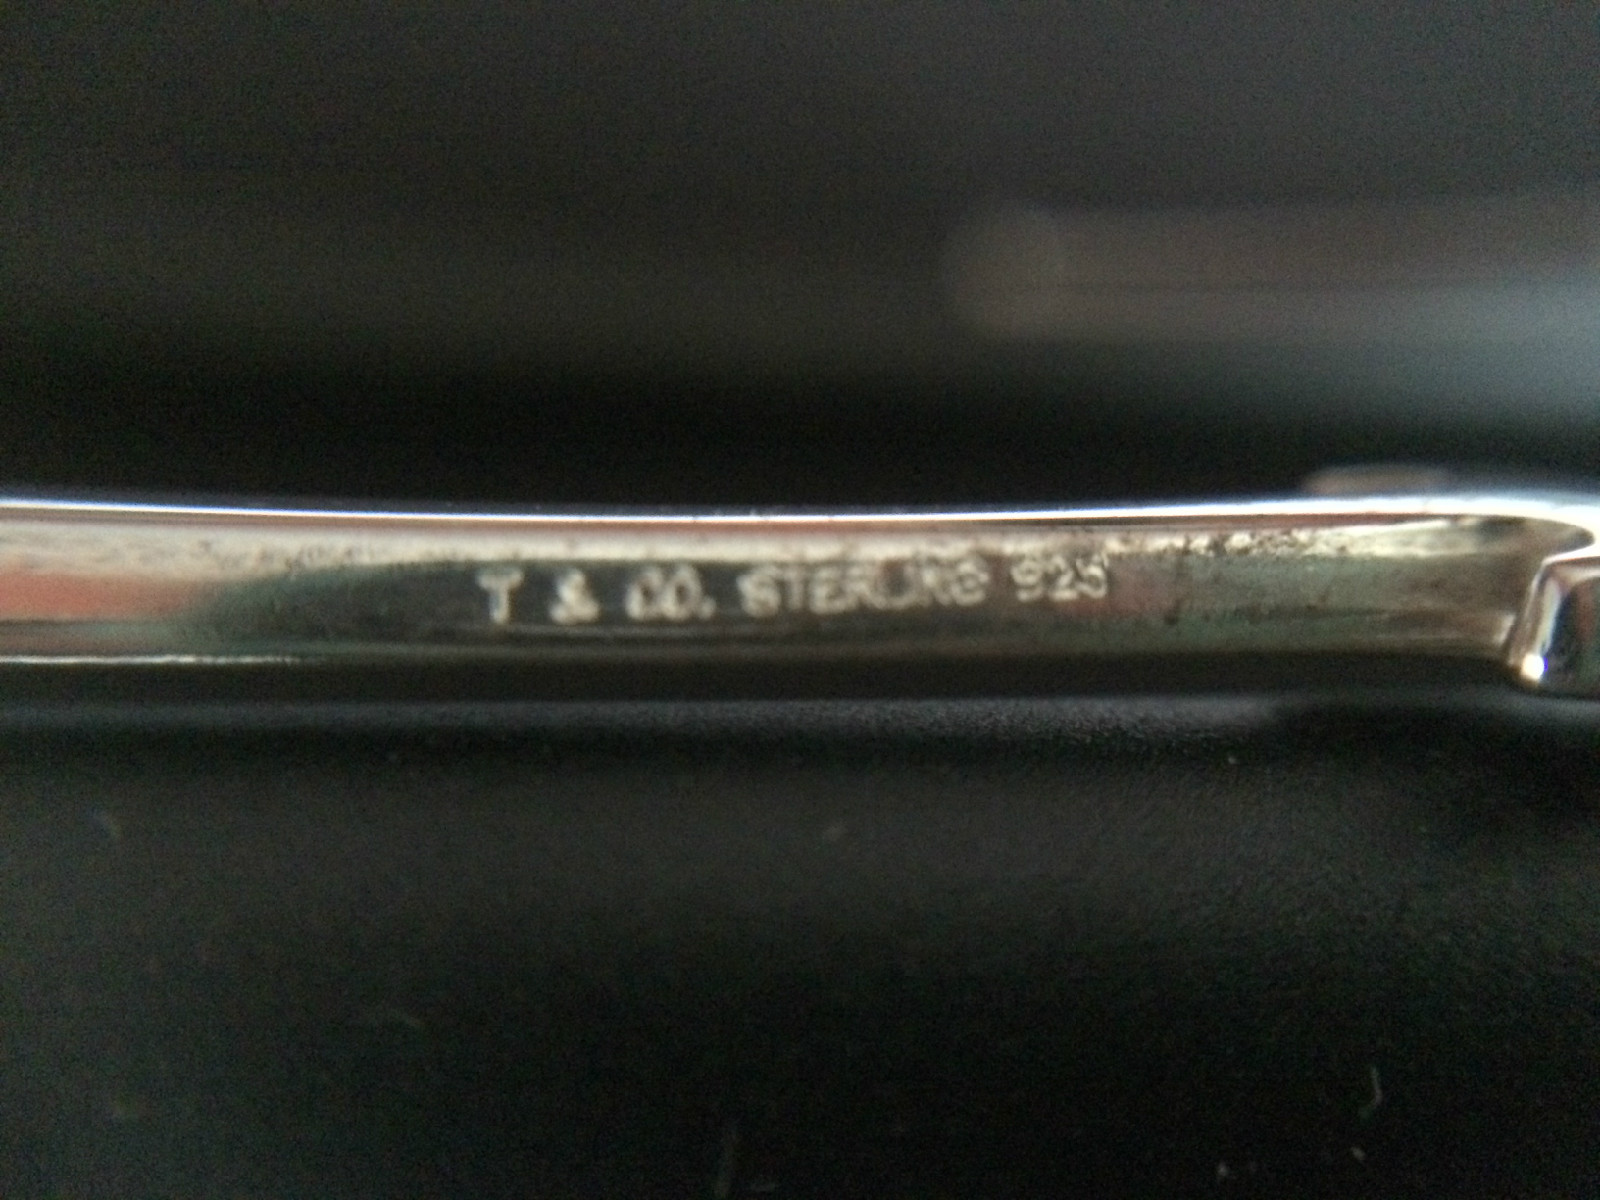 T & CO. STERLING 925